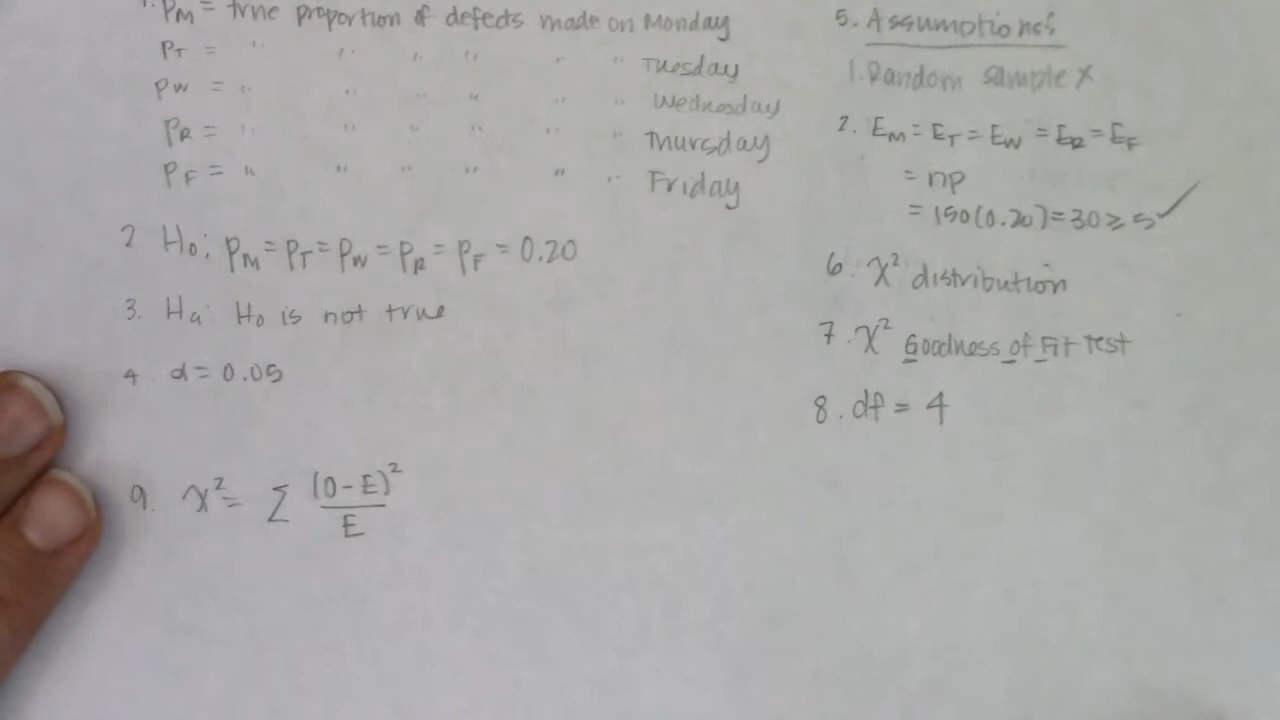 1. PM = true proportion of defects made on Monday
PT = " " " " " " Tuesday
PW = " " " " " " Wednesday
PR = " " " " " " Thursday
PF = " " " " " " Friday
2 H0: PM = PT = PW = PR = PF = 0.20
3. Ha: H0 is not true
4 α = 0.05
9. χ² = Σ (O-E)²/E
5. Assumptions:
1. Random sample x
2. EM = ET = EW = ER = EF
= np
= 150(0.20) = 30 ≥ 5 ✓
6. χ² distribution
7. χ² Goodness of Fit test
8. df = 4